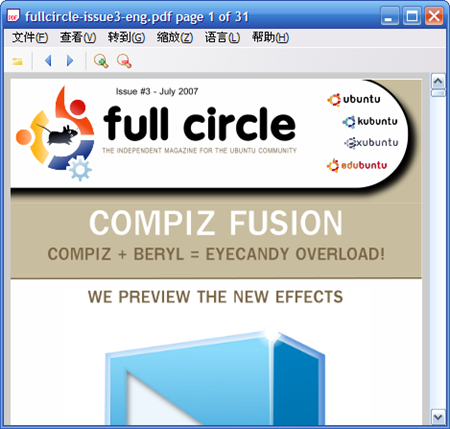 fullcircle-issue3-eng.pdf page 1 of 31
文件(F) 查看(V) 转到(G) 缩放(Z) 语言(L) 帮助(H)
Issue #3 - July 2007
full circle
THE INDEPENDENT MAGAZINE FOR THE UBUNTU COMMUNITY
ubuntu
kubuntu
xubuntu
edubuntu
COMPIZ FUSION
COMPIZ + BERYL = EYECANDY OVERLOAD!
WE PREVIEW THE NEW EFFECTS